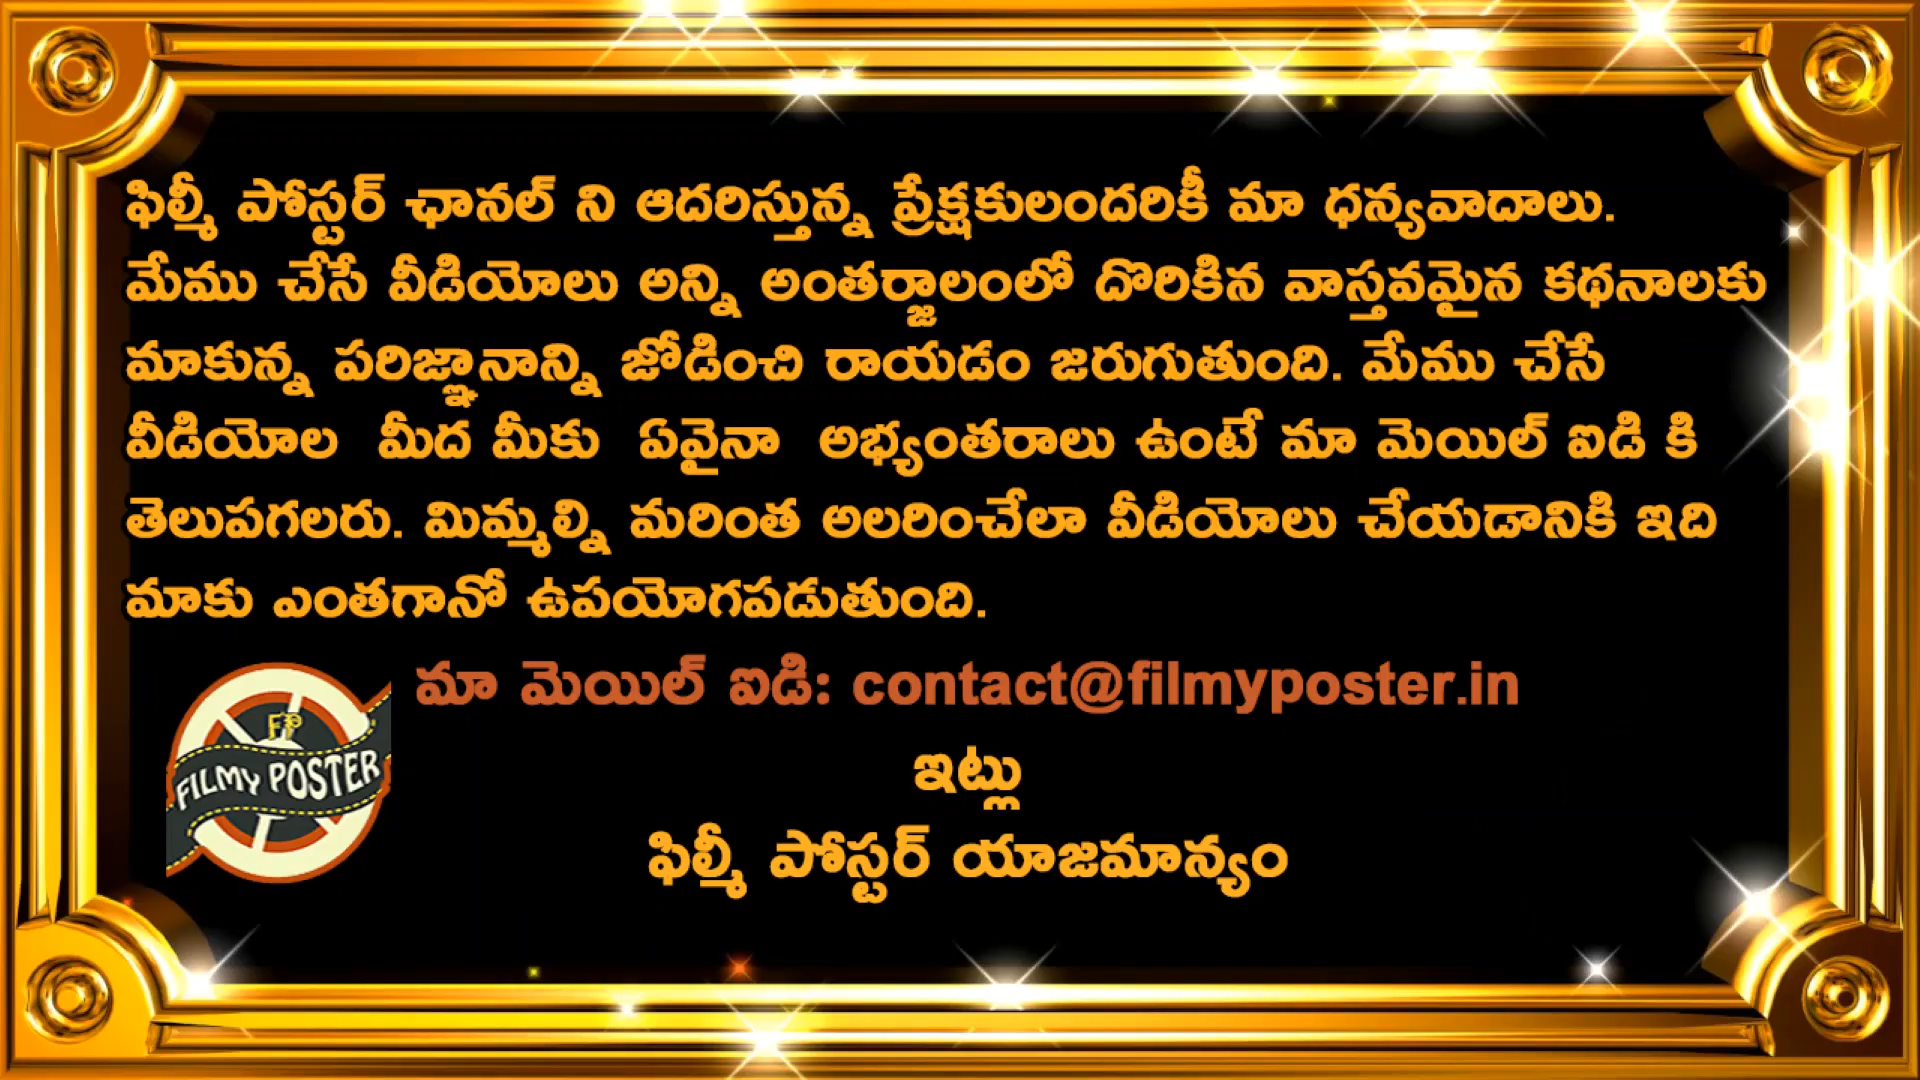 ఫిల్మీ పోస్టర్ ఛానల్ ని ఆదరిస్తున్న ప్రేక్షకులందరికీ మా ధన్యవాదాలు.
మేము చేసే వీడియోలు అన్ని అంతర్జాలంలో దొరికిన వాస్తవమైన కథనాలకు
మాకున్న పరిజ్ఞానాన్ని జోడించి రాయడం జరుగుతుంది. మేము చేసే
వీడియోల మీద మీకు ఏవైనా అభ్యంతరాలు ఉంటే మా మెయిల్ ఐడి కి
తెలుపగలరు. మిమ్మల్ని మరింత అలరించేలా వీడియోలు చేయడానికి ఇది
మాకు ఎంతగానో ఉపయోగపడుతుంది.
మా మెయిల్ ఐడి: contact@filmyposter.in
FP
FILMY POSTER
ఇట్లు
ఫిల్మీ పోస్టర్ యాజమాన్యం